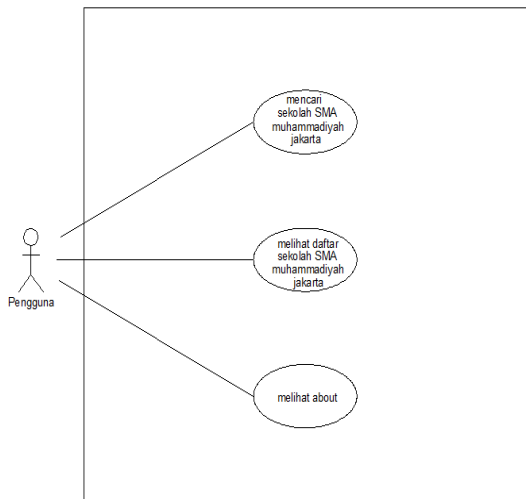 mencari
sekolah SMA
muhammadiyah
jakarta
melihat daftar
sekolah SMA
muhammadiyah
jakarta
Pengguna
melihat about